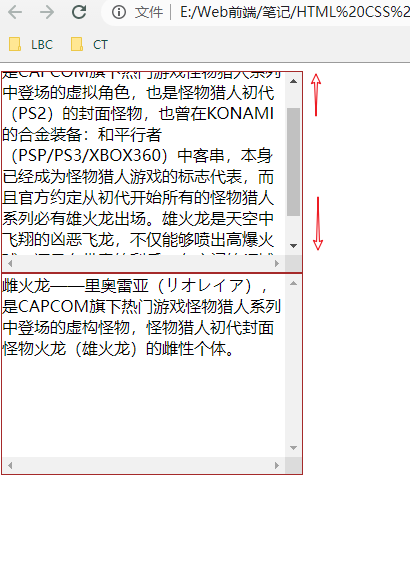 文件 | E:/Web前端/笔记/HTML%20CSS%2
LBC CT
是CAPCOM旗下热门游戏怪物猎人系列
中登场的虚拟角色，也是怪物猎人初代
（PS2）的封面怪物，也曾在KONAMI
的合金装备：和平行者
（PSP/PS3/XBOX360）中客串，本身
已经成为怪物猎人游戏的标志代表，而
且官方约定从初代开始所有的怪物猎人
系列必有雄火龙出场。雄火龙是天空中
飞翔的凶恶飞龙，不仅能够喷出高爆火
雌火龙——里奥雷亚（リオレイア），
是CAPCOM旗下热门游戏怪物猎人系列
中登场的虚构怪物，怪物猎人初代封面
怪物火龙（雄火龙）的雌性个体。